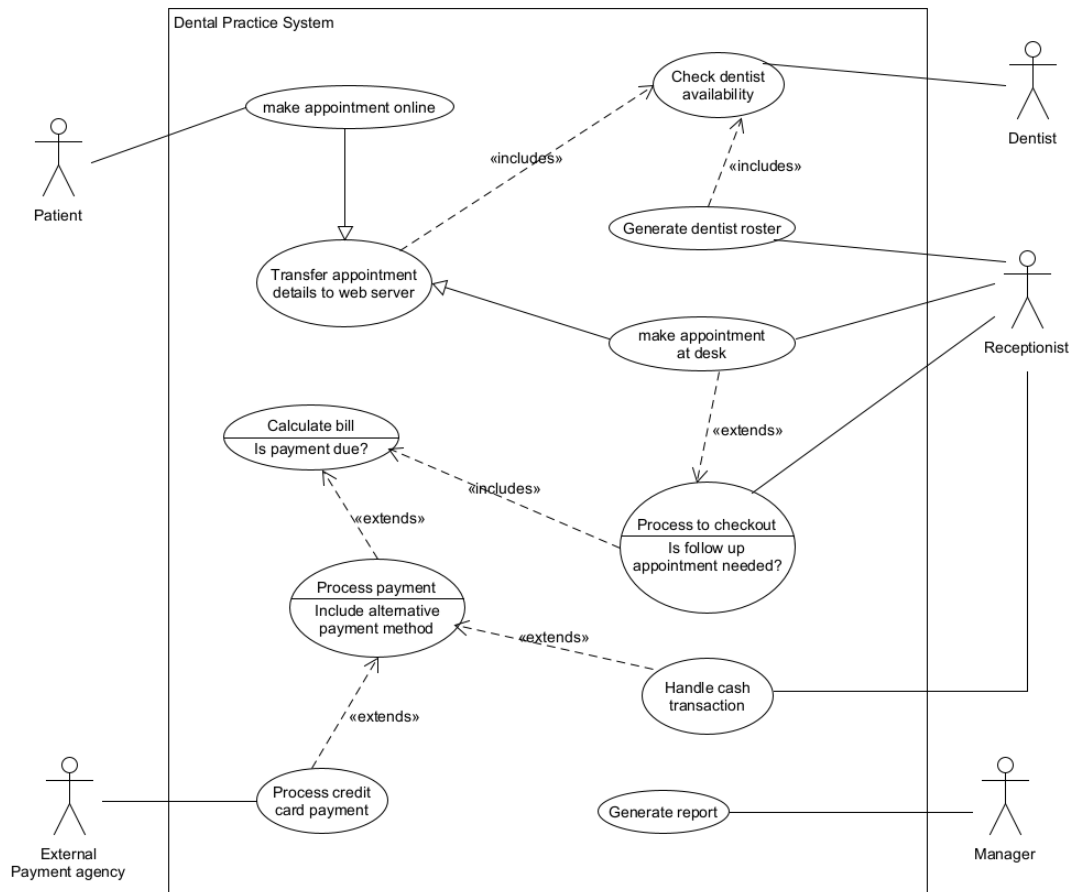 Dental Practice System
Check dentist
availability
make appointment online
Dentist
Patient
«includes»
«includes»
Generate dentist roster
Transfer appointment
details to web server
make appointment
at desk
Receptionist
Calculate bill
Is payment due?
«extends»
«includes»
«extends»
Process to checkout
Is follow up
appointment needed?
Process payment
Include alternative
payment method
«extends»
Handle cash
transaction
«extends»
Process credit
card payment
Generate report
External
Payment agency
Manager